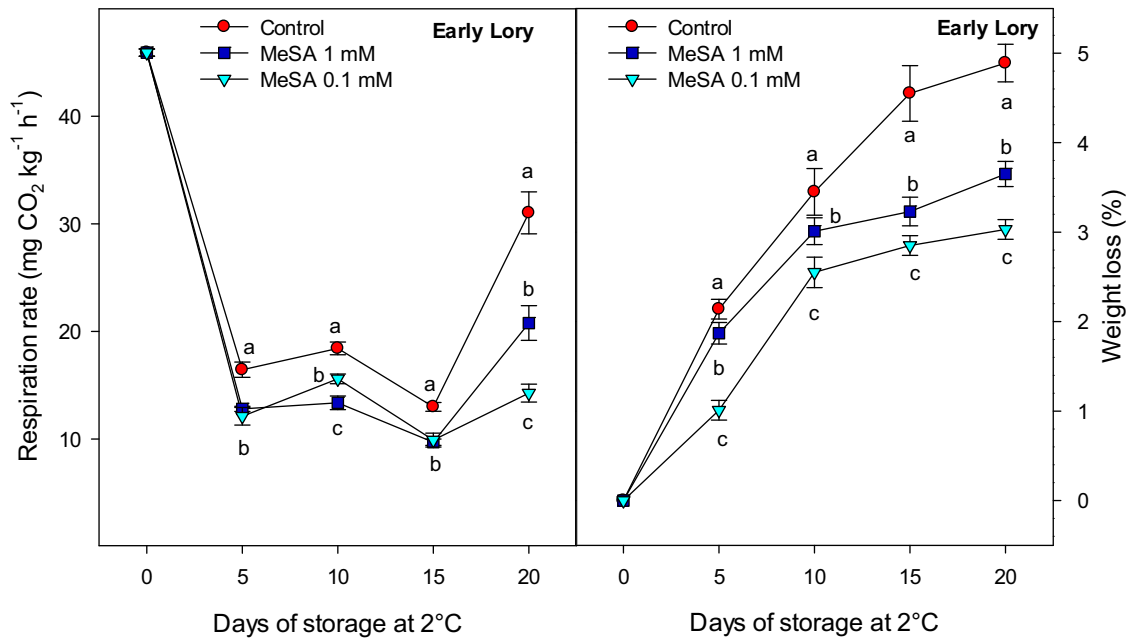 Control
MeSA 1 mM
MeSA 0.1 mM
Early Lory
Respiration rate (mg CO₂ kg⁻¹ h⁻¹)
40
30
20
10
a
a
a
a
b
b
b
c
b
c
0
5
10
15
20
Days of storage at 2°C
Control
MeSA 1 mM
MeSA 0.1 mM
Early Lory
Weight loss (%)
5
4
3
2
1
0
a
a
a
a
b
b
b
b
c
c
c
c
0
5
10
15
20
Days of storage at 2°C